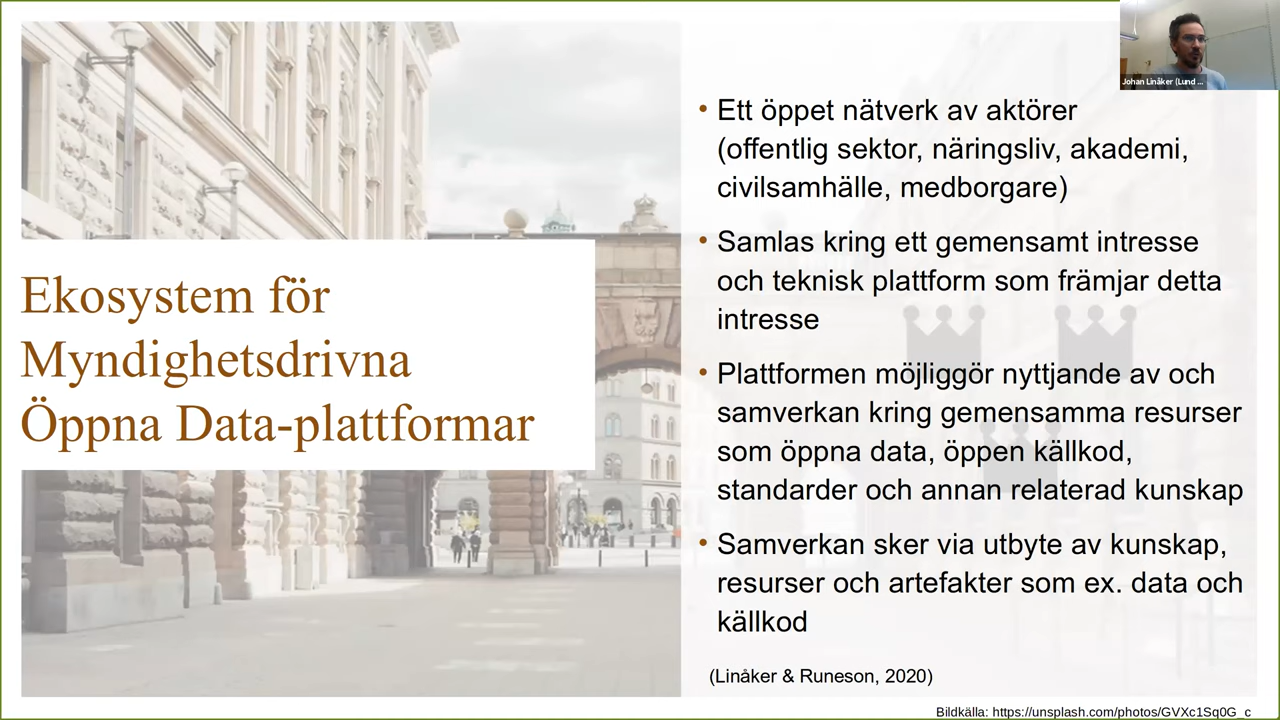 Johan Linåker (Lund ...
Ekosystem för
Myndighetsdrivna
Öppna Data-plattformar
• Ett öppet nätverk av aktörer
(offentlig sektor, näringsliv, akademi,
civilsamhälle, medborgare)
• Samlas kring ett gemensamt intresse
och teknisk plattform som främjar detta
intresse
• Plattformen möjliggör nyttjande av och
samverkan kring gemensamma resurser
som öppna data, öppen källkod,
standarder och annan relaterad kunskap
• Samverkan sker via utbyte av kunskap,
resurser och artefakter som ex. data och
källkod
(Linåker & Runeson, 2020)
Bildkälla: https://unsplash.com/photos/GVXc1Sq0G_c